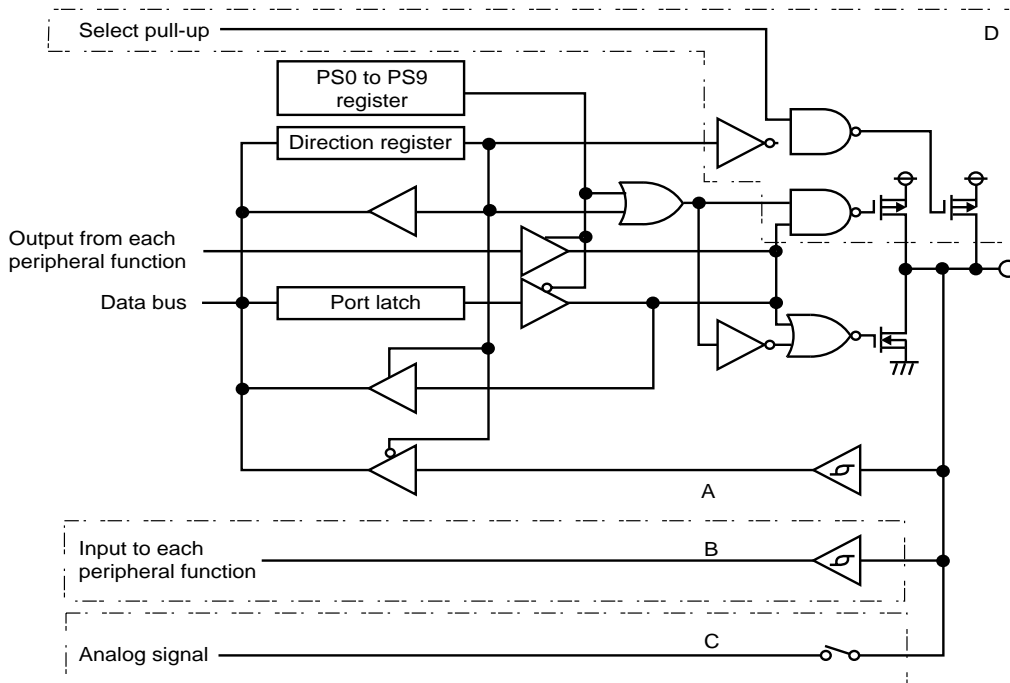 Select pull-up
D
PS0 to PS9
register
Direction register
Output from each
peripheral function
Data bus
Port latch
A
Input to each
peripheral function
B
Analog signal
C